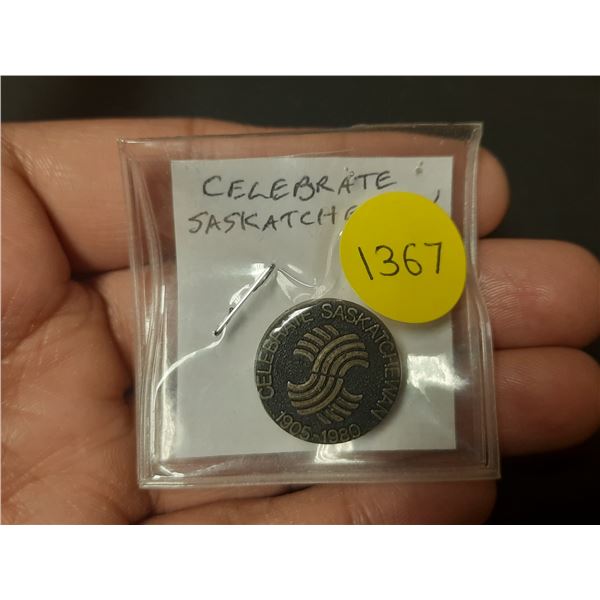 CELEBRATE
SASKATCHE
1367
CELEBRATE SASKATCHEWAN
1905-1980